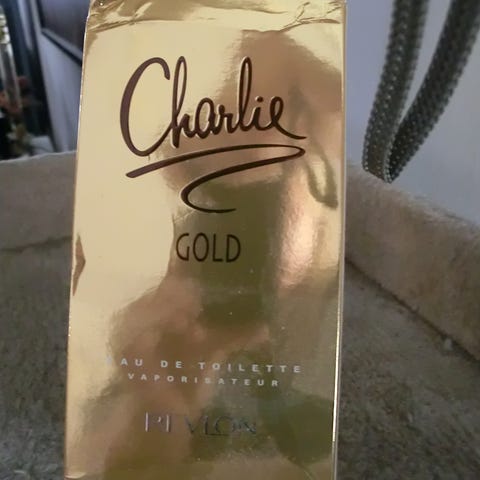 Charlie
GOLD
EAU DE TOILETTE
VAPORISATEUR
REVLON